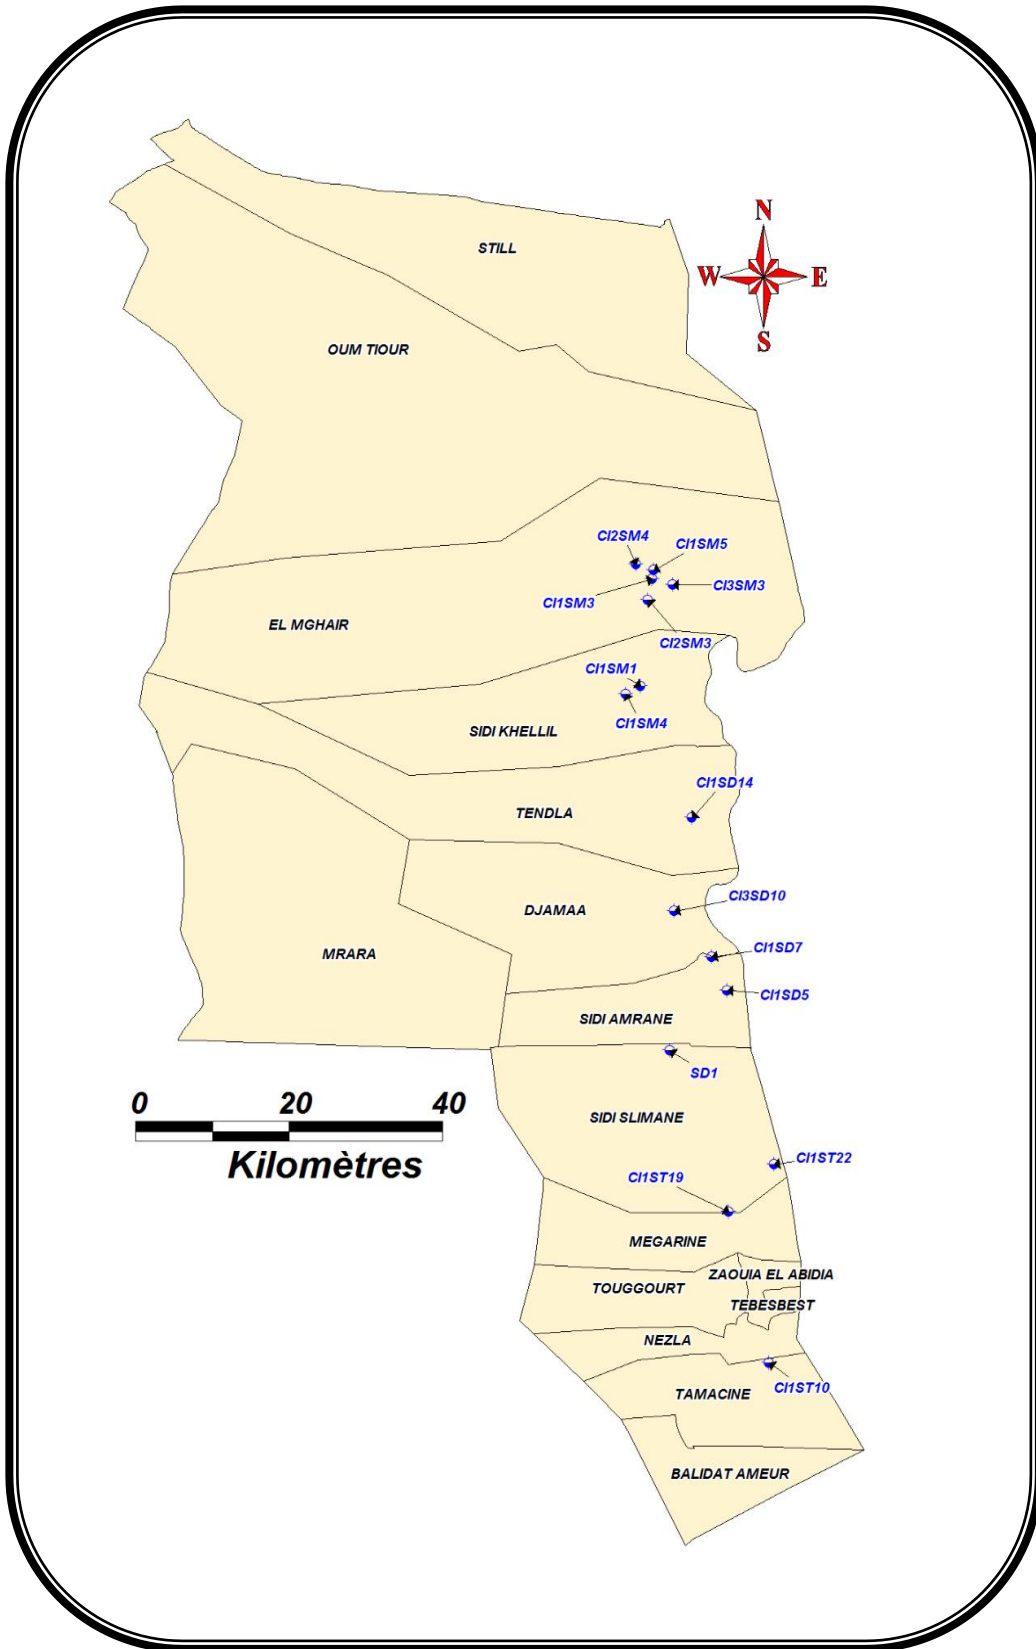 N
STILL
W
E
S
OUM TIOUR
CI2SM4
CI1SM5
CI3SM3
CI1SM3
EL MGHAIR
CI2SM3
CI1SM1
CI1SM4
SIDI KHELLIL
CI1SD14
TENDLA
CI3SD10
DJAMAA
CI1SD7
MRARA
CI1SD5
SIDI AMRANE
SD1
0 20 40
Kilomètres
SIDI SLIMANE
CI1ST22
CI1ST19
MEGARINE
ZAOUIA EL ABIDIA
TOUGGOURT
TEBESBEST
NEZLA
CI1ST10
TAMACINE
BALIDAT AMEUR